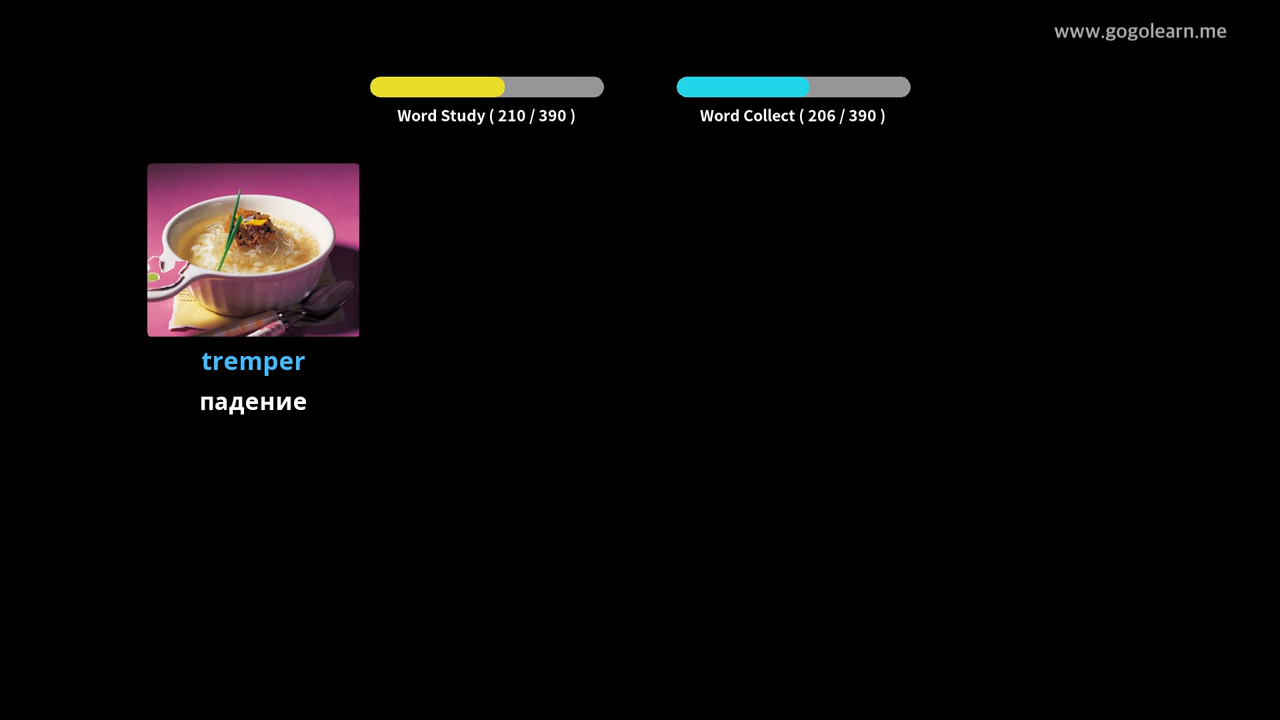 www.gogolearn.me
Word Study ( 210 / 390 )
Word Collect ( 206 / 390 )
tremper
падение